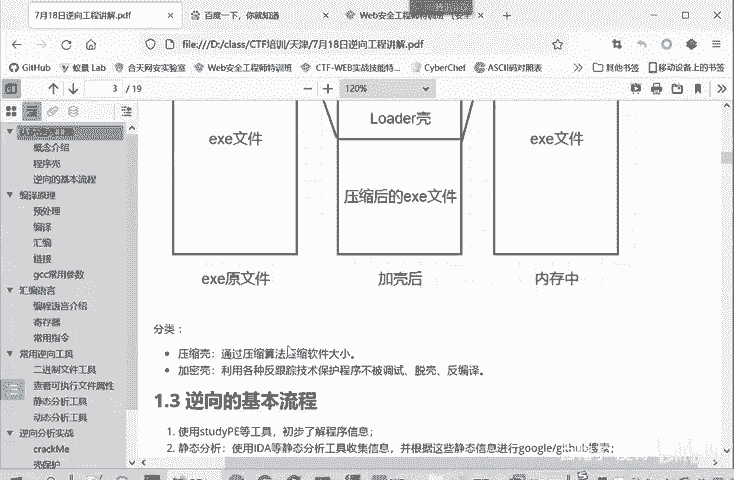 7月18日逆向工程讲解.pdf
百度一下，你就知道
Web安全工程师特训班
file:///D:/class/CTF培训/天津/7月18日逆向工程讲解.pdf
GitHub
蚁景 Lab
合天网安实验室
Web安全工程师特训班
CTF-WEB实战技能特...
CyberChef
ASCII码对照表
其他书签
移动设备上的书签
3 / 19
120%
概念介绍
程序壳
逆向的基本流程
编译原理
预处理
编译
汇编
链接
gcc常用参数
汇编语言
编程语言介绍
寄存器
常用指令
常用逆向工具
二进制文件工具
查看可执行文件属性
静态分析工具
动态分析工具
逆向分析实战
crackMe
壳保护
exe文件
Loader壳
压缩后的exe文件
exe文件
exe原文件
加壳后
内存中
分类：
压缩壳：通过压缩算法压缩软件大小。
加密壳：利用各种反跟踪技术保护程序不被调试、脱壳、反编译。
1.3 逆向的基本流程
1. 使用studyPE等工具，初步了解程序信息；
2. 静态分析：使用IDA等静态分析工具收集信息，并根据这些静态信息进行google/github搜索；